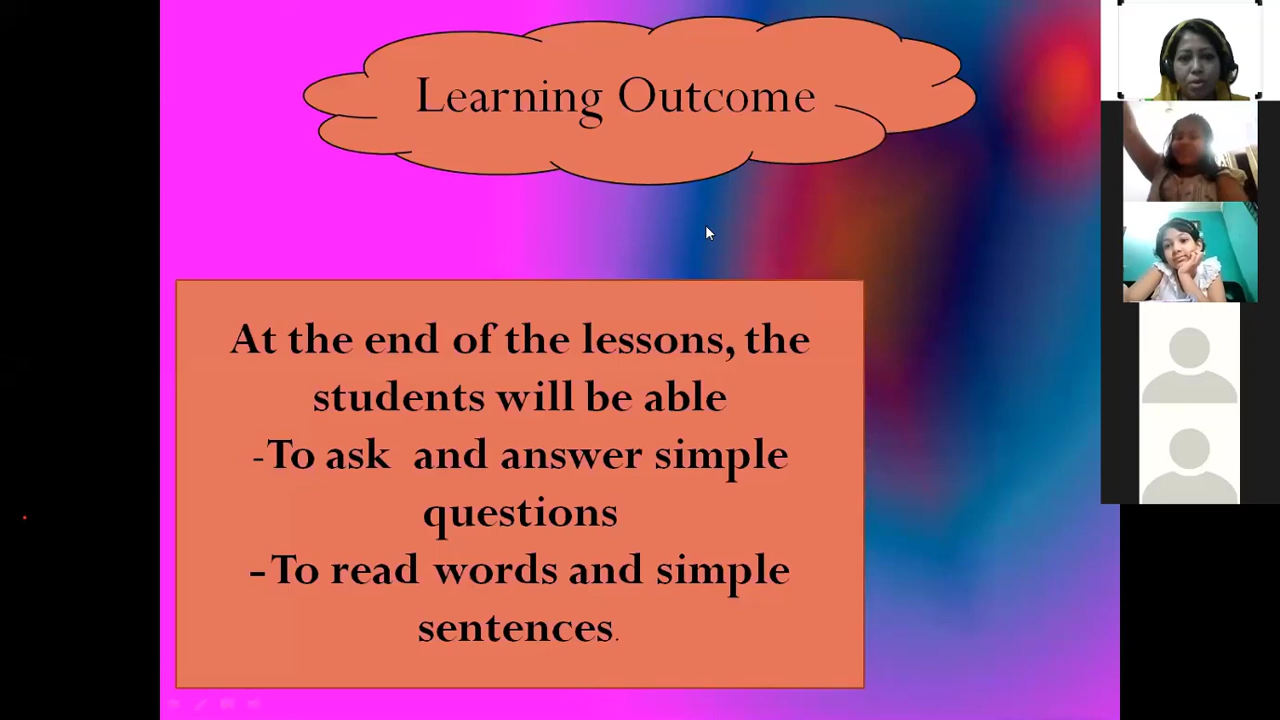 Learning Outcome
At the end of the lessons, the
students will be able
-To ask and answer simple
questions
-To read words and simple
sentences.